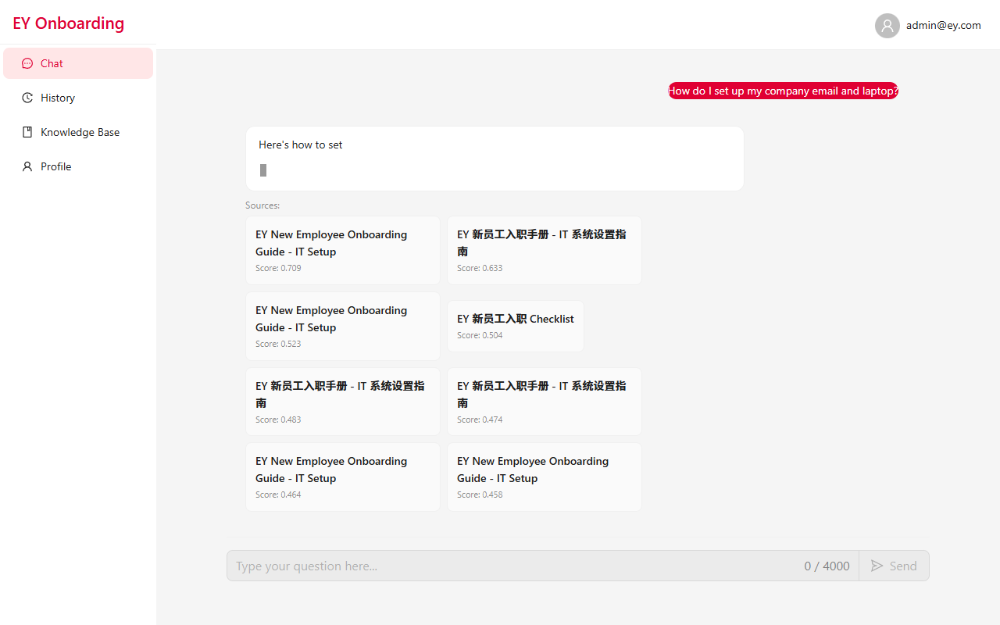 EY Onboarding
admin@ey.com
Chat
History
Knowledge Base
Profile
How do I set up my company email and laptop?
Here's how to set
Sources:
EY New Employee Onboarding
Guide - IT Setup
Score: 0.709
EY 新员工入职手册 - IT 系统设置指
南
Score: 0.633
EY New Employee Onboarding
Guide - IT Setup
Score: 0.523
EY 新员工入职 Checklist
Score: 0.504
EY 新员工入职手册 - IT 系统设置指
南
Score: 0.483
EY 新员工入职手册 - IT 系统设置指
南
Score: 0.474
EY New Employee Onboarding
Guide - IT Setup
Score: 0.464
EY New Employee Onboarding
Guide - IT Setup
Score: 0.458
Type your question here...
0 / 4000
Send